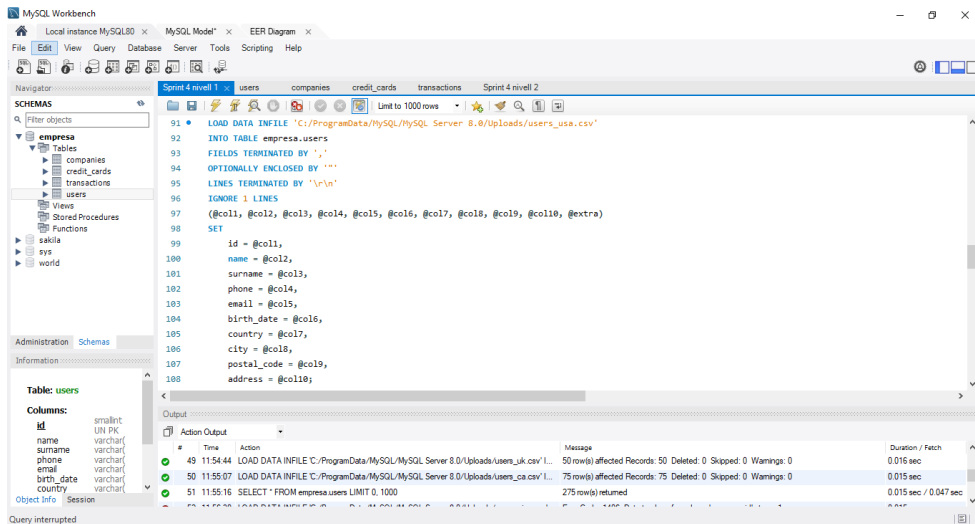 MySQL Workbench
Local instance MySQL80 × MySQL Model* × EER Diagram ×
File Edit View Query Database Server Tools Scripting Help
Navigator
Sprint 4 nivell 1 × users companies credit_cards transactions Sprint 4 nivell 2
SCHEMAS
Limit to 1000 rows
Filter objects
empresa
Tables
companies
credit_cards
transactions
users
Views
Stored Procedures
Functions
sakila
sys
world
91 LOAD DATA INFILE 'C:/ProgramData/MySQL/MySQL Server 8.0/Uploads/users_usa.csv'
92 INTO TABLE empresa.users
93 FIELDS TERMINATED BY ','
94 OPTIONALLY ENCLOSED BY '"'
95 LINES TERMINATED BY '\r\n'
96 IGNORE 1 LINES
97 (@col1, @col2, @col3, @col4, @col5, @col6, @col7, @col8, @col9, @col10, @extra)
98 SET
99 id = @col1,
100 name = @col2,
101 surname = @col3,
102 phone = @col4,
103 email = @col5,
104 birth_date = @col6,
105 country = @col7,
106 city = @col8,
107 postal_code = @col9,
108 address = @col10;
Administration Schemas
Information
Table: users
Columns:
id smallint UN PK
name varchar(
surname varchar(
phone varchar(
email varchar(
birth_date varchar(
country varchar(
Object Info Session
Output
Action Output
# Time Action Message Duration / Fetch
49 11:54:44 LOAD DATA INFILE 'C:/ProgramData/MySQL/MySQL Server 8.0/Uploads/users_uk.csv' I... 50 row(s) affected Records: 50 Deleted: 0 Skipped: 0 Warnings: 0 0.016 sec
50 11:55:07 LOAD DATA INFILE 'C:/ProgramData/MySQL/MySQL Server 8.0/Uploads/users_ca.csv' I... 75 row(s) affected Records: 75 Deleted: 0 Skipped: 0 Warnings: 0 0.016 sec
51 11:55:16 SELECT * FROM empresa.users LIMIT 0, 1000 275 row(s) returned 0.015 sec / 0.047 sec
Query interrupted